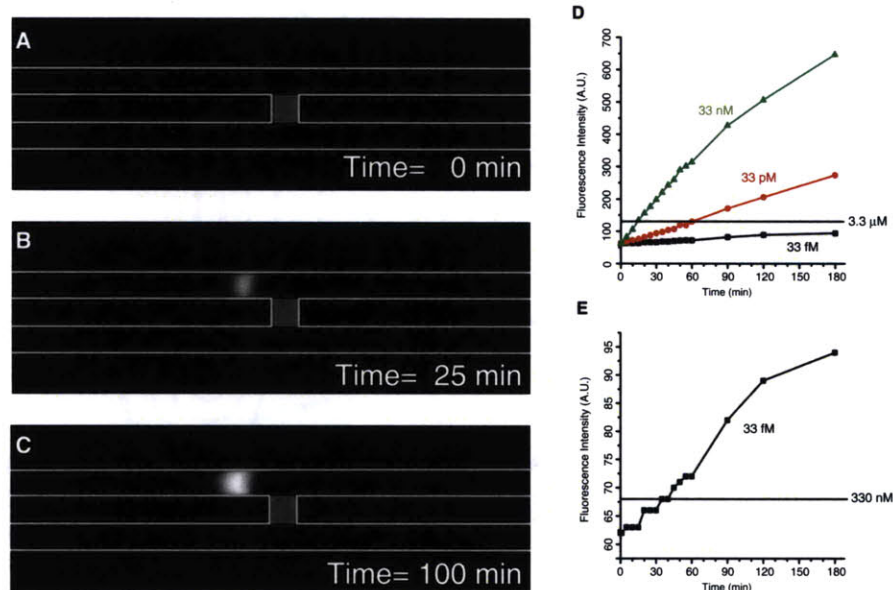 A
Time= 0 min
B
Time= 25 min
C
Time= 100 min
D
Fluorescence Intensity (A.U.)
700
600
500
400
300
200
100
0
33 nM
33 pM
3.3 μM
33 fM
0 30 60 90 120 150 180
Time (min)
E
Fluorescence Intensity (A.U.)
95
90
85
80
75
70
65
60
33 fM
330 nM
0 30 60 90 120 150 180
Time (min)